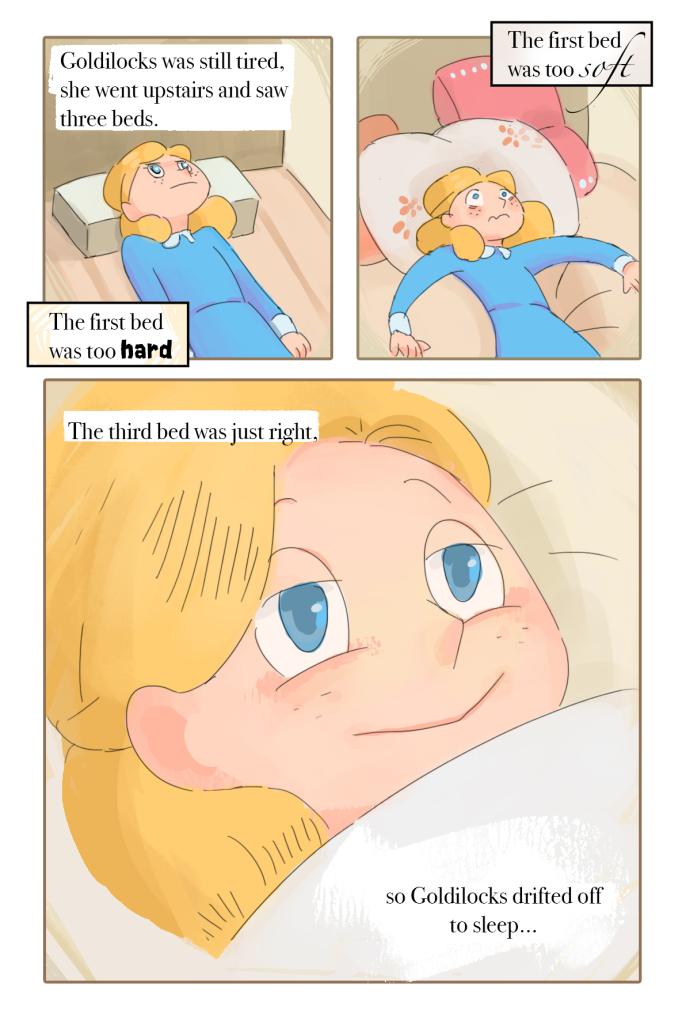 Goldilocks was still tired,
she went upstairs and saw
three beds.
The first bed
was too hard
The first bed
was too soft
The third bed was just right,
so Goldilocks drifted off
to sleep...